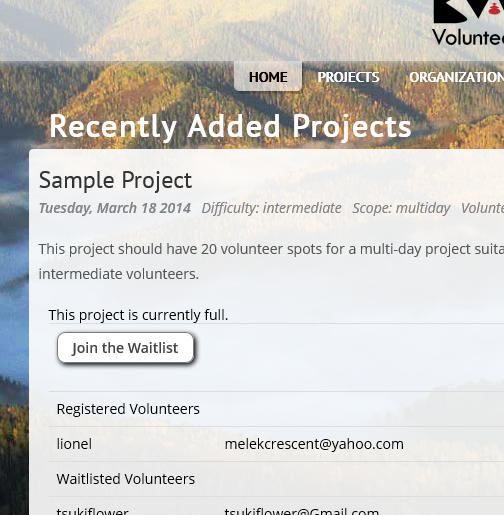 Voluntee
HOME PROJECTS ORGANIZATION
Recently Added Projects
Sample Project
Tuesday, March 18 2014 Difficulty: intermediate Scope: multiday Volunte
This project should have 20 volunteer spots for a multi-day project suita
intermediate volunteers.
This project is currently full.
Join the Waitlist
Registered Volunteers
lionel melekcrescent@yahoo.com
Waitlisted Volunteers
tsukiflower tsukiflower@Gmail.com